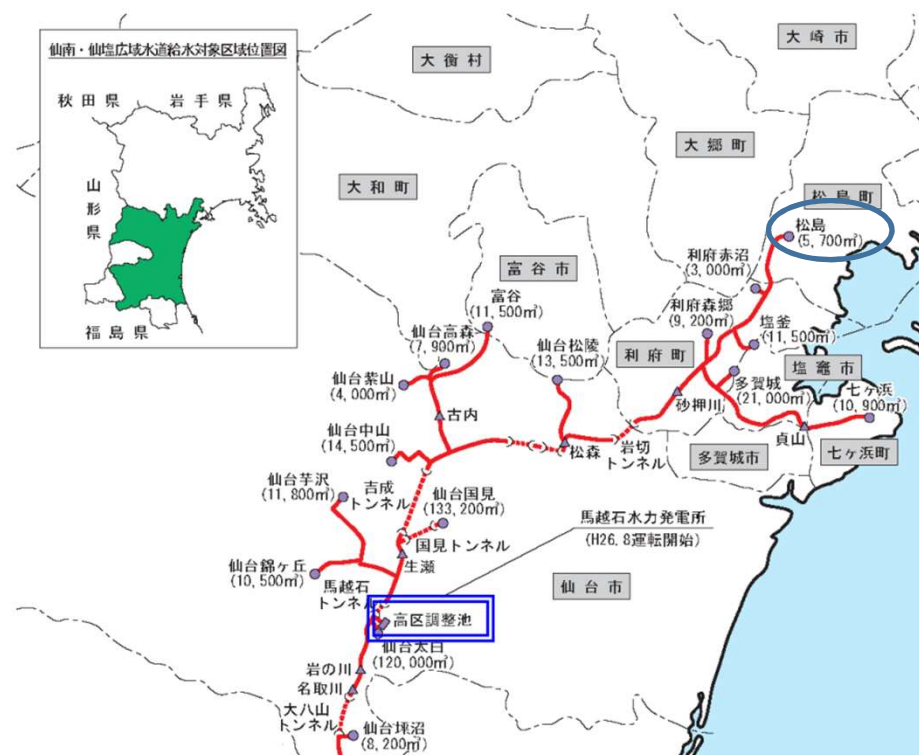 仙南・仙塩広域水道給水対象区域位置図
秋田県
岩手県
山形県
福島県
大衡村
大崎市
大郷町
大和町
松島町
松島
(5,700㎥)
富谷市
利府赤沼
(3,000㎥)
富谷
(11,500㎥)
利府森郷
(9,200㎥)
塩釜
(11,500㎥)
仙台高森
(7,900㎥)
仙台松陵
(13,500㎥)
利府町
塩竈市
仙台紫山
(4,000㎥)
多賀城
(21,000㎥)
七ヶ浜
(10,900㎥)
砂押川
古内
仙台中山
(14,500㎥)
松森
岩切
トンネル
貞山
多賀城市
七ヶ浜町
仙台芋沢
(11,800㎥)
吉成
トンネル
仙台国見
(133,200㎥)
国見トンネル
馬越石水力発電所
(H26.8運転開始)
生瀬
仙台錦ヶ丘
(10,500㎥)
馬越石
トンネル
仙台市
高区調整池
仙台太白
(120,000㎥)
岩の川
名取川
大八山
トンネル
仙台坪沼
(8,200㎥)